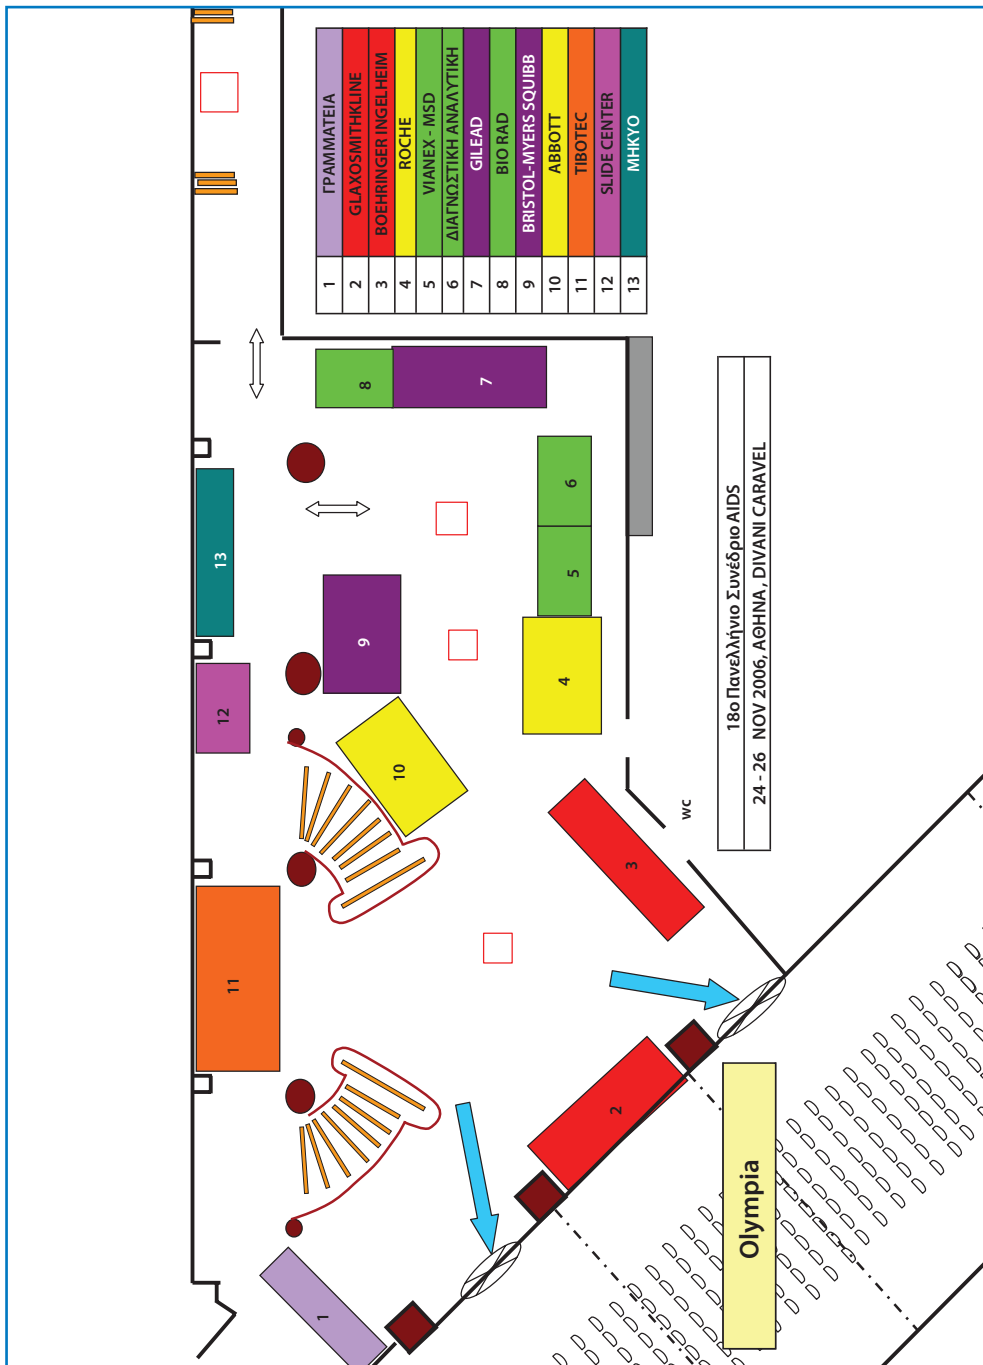 1 ΓΡΑΜΜΑΤΕΙΑ
2 GLAXOSMITHKLINE
3 BOEHRINGER INGELHEIM
4 ROCHE
5 VIANEX - MSD
6 ΔΙΑΓΝΩΣΤΙΚΗ ΑΝΑΛΥΤΙΚΗ
7 GILEAD
8 BIO RAD
9 BRISTOL-MYERS SQUIBB
10 ABBOTT
11 TIBOTEC
12 SLIDE CENTER
13 ΜΗΚΥΟ
18ο Πανελλήνιο Συνέδριο AIDS
24 - 26 NOV 2006, ΑΘΗΝΑ, DIVANI CARAVEL
8
7
13
6
5
9
12
4
10
3
wc
11
2
1
Olympia